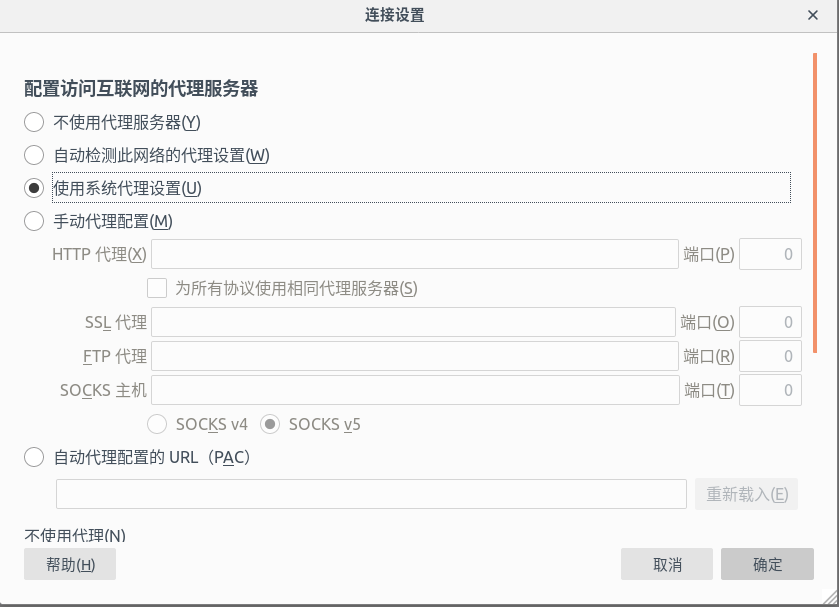 连接设置
配置访问互联网的代理服务器
不使用代理服务器(Y)
自动检测此网络的代理设置(W)
使用系统代理设置(U)
手动代理配置(M)
HTTP 代理(X) 端口(P) 0
为所有协议使用相同代理服务器(S)
SSL 代理 端口(O) 0
FTP 代理 端口(R) 0
SOCKS 主机 端口(T) 0
SOCKS v4 SOCKS v5
自动代理配置的 URL（PAC）
重新载入(E)
不使用代理(N)
帮助(H) 取消 确定